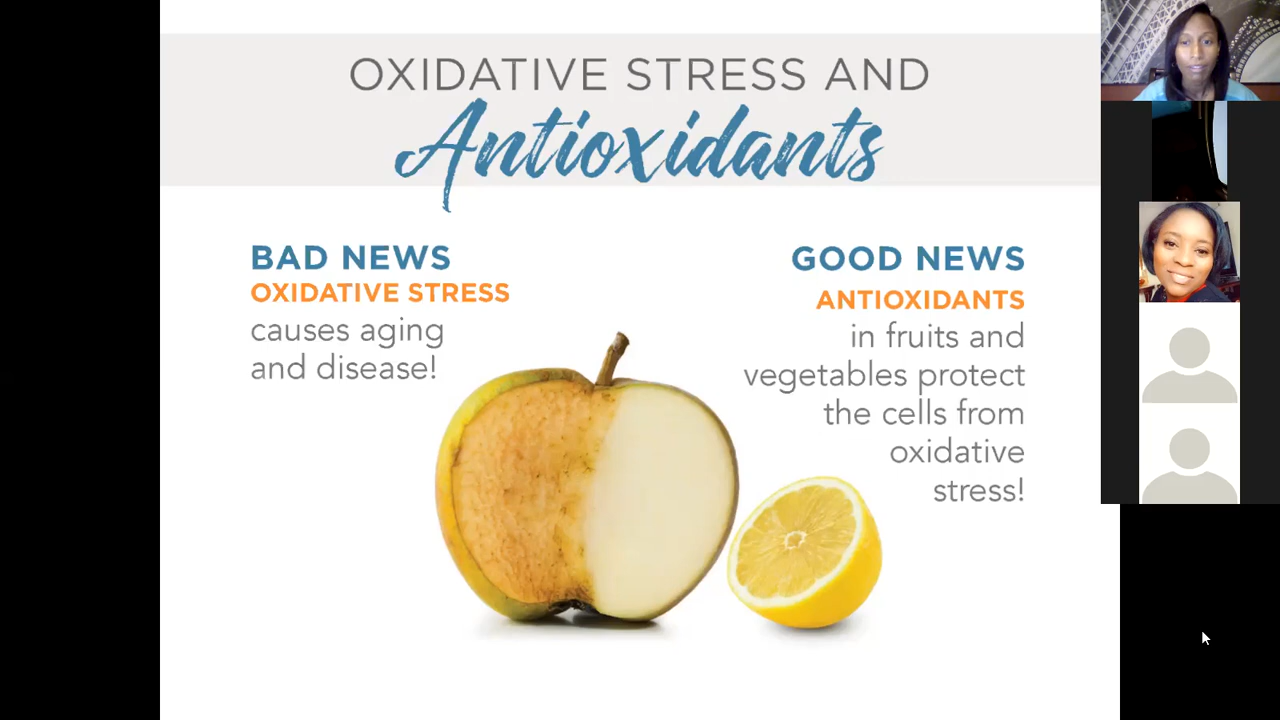 OXIDATIVE STRESS AND
Antioxidants
BAD NEWS
OXIDATIVE STRESS
causes aging
and disease!
GOOD NEWS
ANTIOXIDANTS
in fruits and
vegetables protect
the cells from
oxidative
stress!